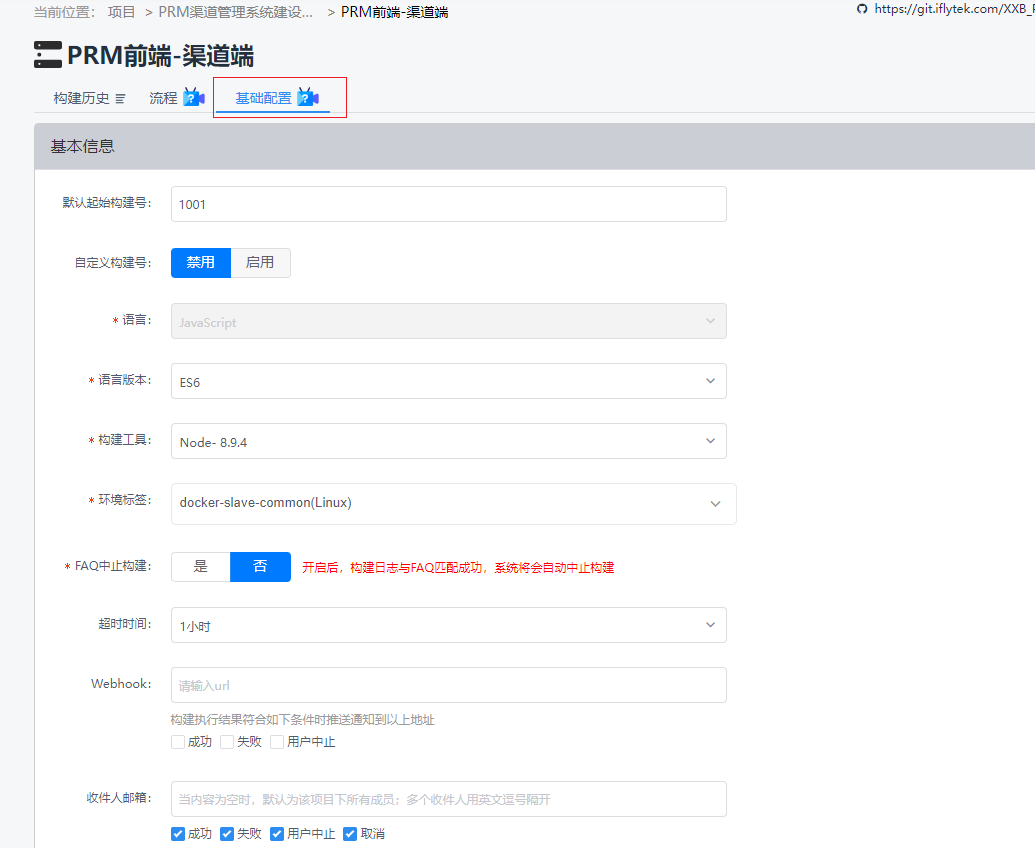 当前位置： 项目 > PRM渠道管理系统建设... > PRM前端-渠道端 https://git.iflytek.com/XXB_
PRM前端-渠道端
构建历史 流程 基础配置
基本信息
默认起始构建号： 1001
自定义构建号： 禁用 启用
* 语言： JavaScript
* 语言版本： ES6
* 构建工具： Node- 8.9.4
* 环境标签： docker-slave-common(Linux)
* FAQ中止构建： 是 否 开启后，构建日志与FAQ匹配成功，系统将会自动中止构建
超时时间： 1小时
Webhook: 请输入url
构建执行结果符合如下条件时推送通知到以上地址
成功 失败 用户中止
收件人邮箱： 当内容为空时，默认为该项目下所有成员；多个收件人用英文逗号隔开
成功 失败 用户中止 取消